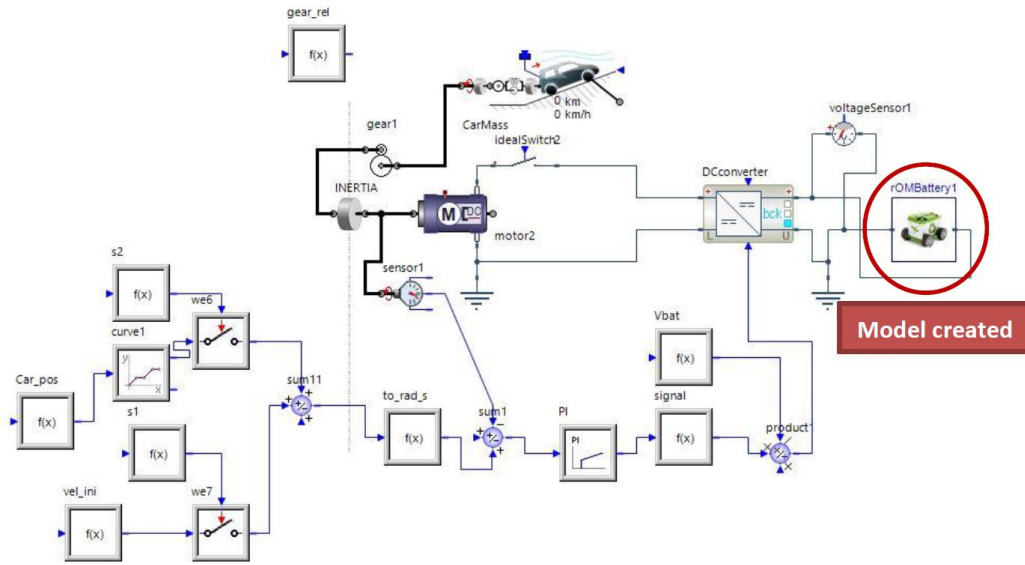 gear_rel
f(x)
0 km
0 km/h
voltageSensor1
gear1
CarMass
idealSwitch2
DCconverter
rOMBattery1
INERTIA
M
DC
bck
motor2
s2
f(x)
sensor1
we6
Vbat
f(x)
Model created
curve1
y
x
Car_pos
f(x)
sum11
s1
f(x)
to_rad_s
f(x)
sum1
PI
PI
signal
f(x)
product1
vel_ini
f(x)
we7